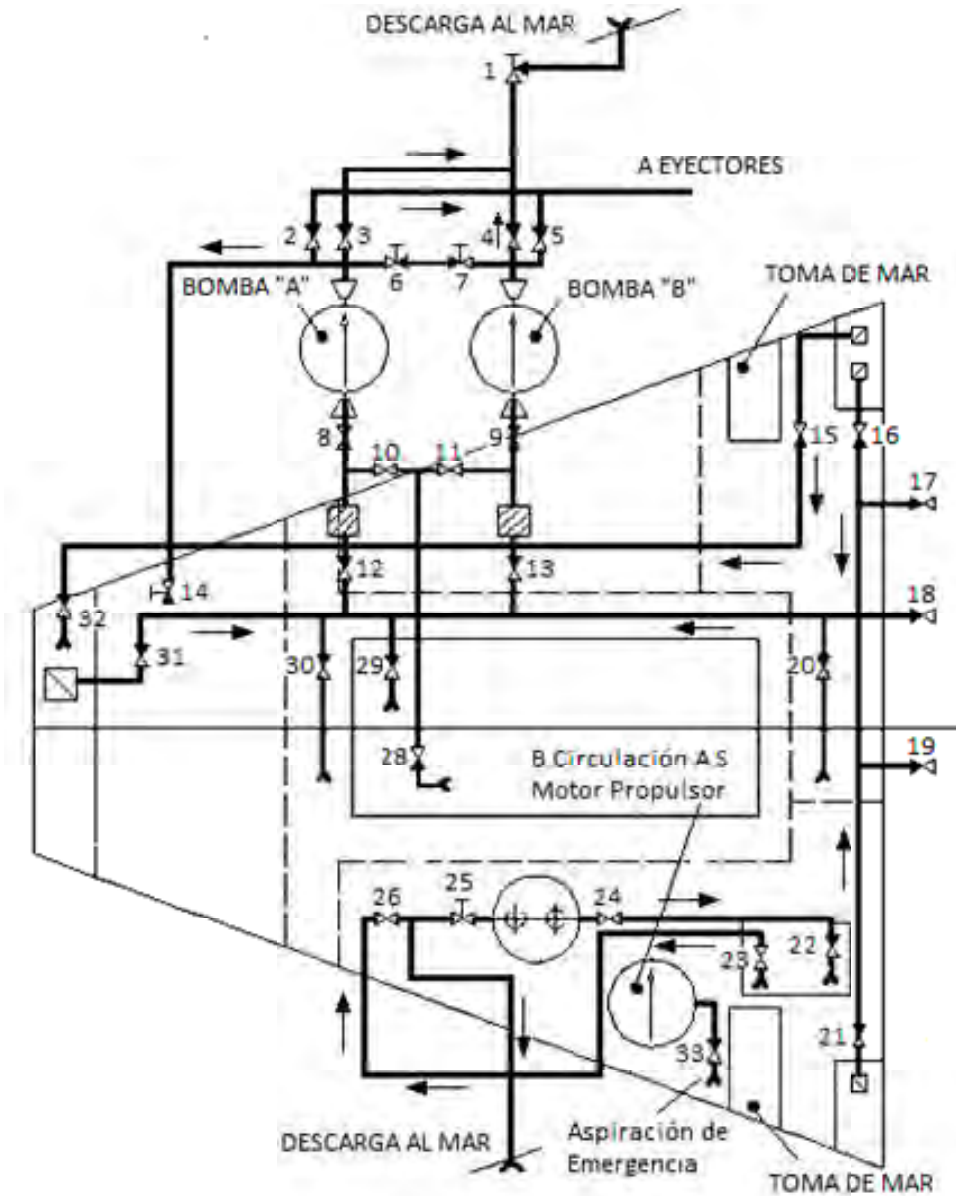 DESCARGA AL MAR
1
A EYECTORES
2
3
4
5
6
7
BOMBA "A"
BOMBA "B"
TOMA DE MAR
8
9
10
11
15
16
17
12
13
14
18
32
31
30
29
20
28
B Circulación A.S
Motor Propulsor
19
26
25
24
23
22
21
33
DESCARGA AL MAR
Aspiración de
Emergencia
TOMA DE MAR